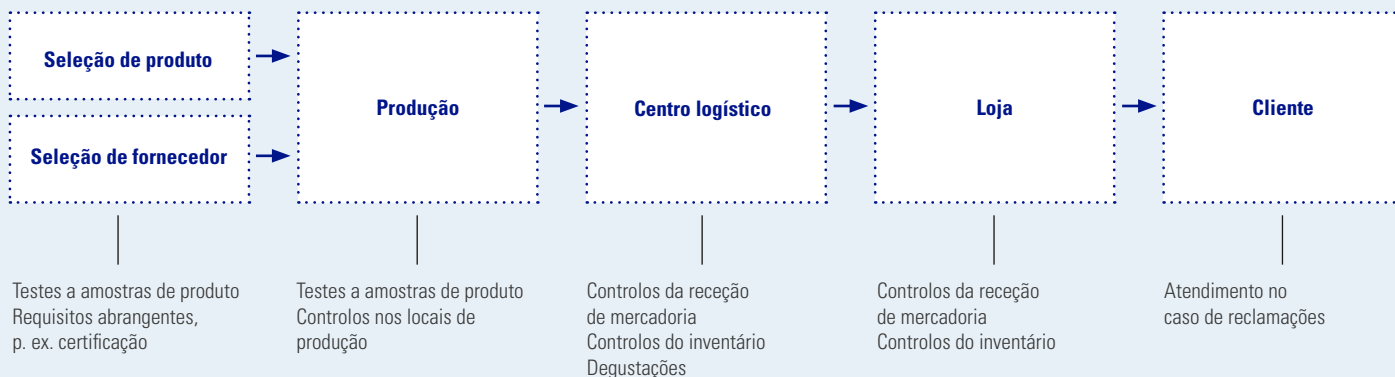 Seleção de produto
Seleção de fornecedor
Produção
Centro logístico
Loja
Cliente
Testes a amostras de produto
Requisitos abrangentes,
p. ex. certificação
Testes a amostras de produto
Controlos nos locais de
produção
Controlos da receção
de mercadoria
Controlos do inventário
Degustações
Controlos da receção
de mercadoria
Controlos do inventário
Atendimento no
caso de reclamações